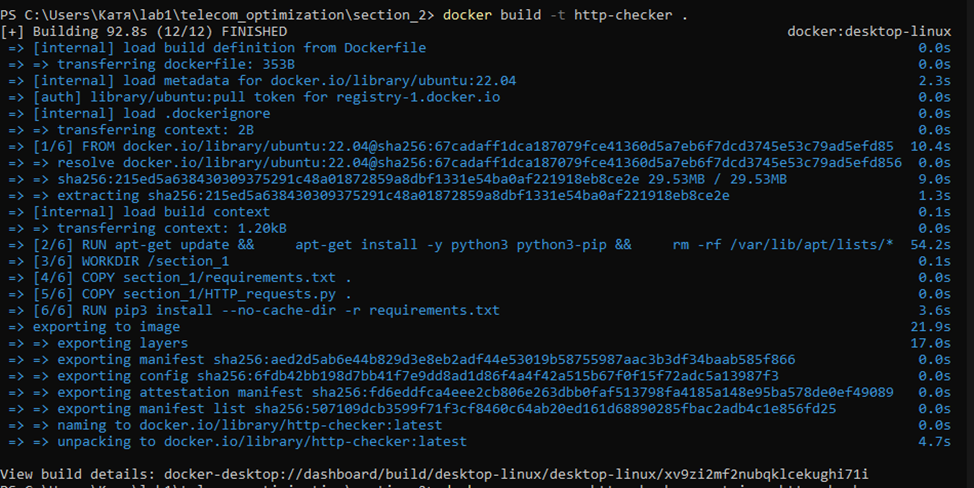 PS C:\Users\Катя\lab1\telecom_optimization\section_2> docker build -t http-checker .
[+] Building 92.8s (12/12) FINISHED docker:desktop-linux
=> [internal] load build definition from Dockerfile 0.0s
=> => transferring dockerfile: 353B 0.0s
=> [internal] load metadata for docker.io/library/ubuntu:22.04 2.3s
=> [auth] library/ubuntu:pull token for registry-1.docker.io 0.0s
=> [internal] load .dockerignore 0.0s
=> => transferring context: 2B 0.0s
=> [1/6] FROM docker.io/library/ubuntu:22.04@sha256:67cadaff1dca187079fce41360d5a7eb6f7dcd3745e53c79ad5efd85 10.4s
=> => resolve docker.io/library/ubuntu:22.04@sha256:67cadaff1dca187079fce41360d5a7eb6f7dcd3745e53c79ad5efd856 0.0s
=> => sha256:215ed5a638430309375291c48a01872859a8dbf1331e54ba0af221918eb8ce2e 29.53MB / 29.53MB 9.0s
=> => extracting sha256:215ed5a638430309375291c48a01872859a8dbf1331e54ba0af221918eb8ce2e 1.3s
=> [internal] load build context 0.1s
=> => transferring context: 1.20kB 0.0s
=> [2/6] RUN apt-get update && apt-get install -y python3 python3-pip && rm -rf /var/lib/apt/lists/* 54.2s
=> [3/6] WORKDIR /section_1 0.1s
=> [4/6] COPY section_1/requirements.txt . 0.0s
=> [5/6] COPY section_1/HTTP_requests.py . 0.0s
=> [6/6] RUN pip3 install --no-cache-dir -r requirements.txt 3.6s
=> exporting to image 21.9s
=> => exporting layers 17.0s
=> => exporting manifest sha256:aed2d5ab6e44b829d3e8eb2adf44e53019b58755987aac3b3df34baab585f866 0.0s
=> => exporting config sha256:6fdb42bb198d7bb41f7e9dd8ad1d86f4a4f42a515b67f0f15f72adc5a13987f3 0.0s
=> => exporting attestation manifest sha256:fd6eddfca4eee2cb806e263dbb0faf513798fa4185a148e95ba578de0ef49089 0.0s
=> => exporting manifest list sha256:507109dcb3599f71f3cf8460c64ab20ed161d68890285fbac2adb4c1e856fd25 0.0s
=> => naming to docker.io/library/http-checker:latest 0.0s
=> => unpacking to docker.io/library/http-checker:latest 4.7s
View build details: docker-desktop://dashboard/build/desktop-linux/desktop-linux/xv9zi2mf2nubqklcekughi71i